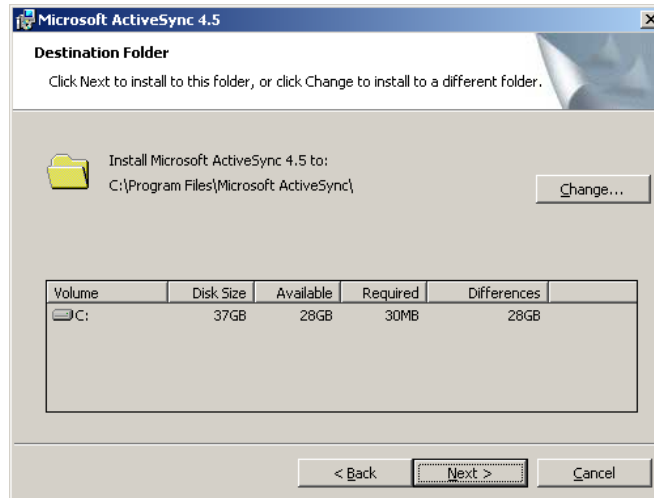 Microsoft ActiveSync 4.5
Destination Folder
Click Next to install to this folder, or click Change to install to a different folder.
Install Microsoft ActiveSync 4.5 to:
C:\Program Files\Microsoft ActiveSync\
Change...
Volume Disk Size Available Required Differences
C: 37GB 28GB 30MB 28GB
< Back Next > Cancel